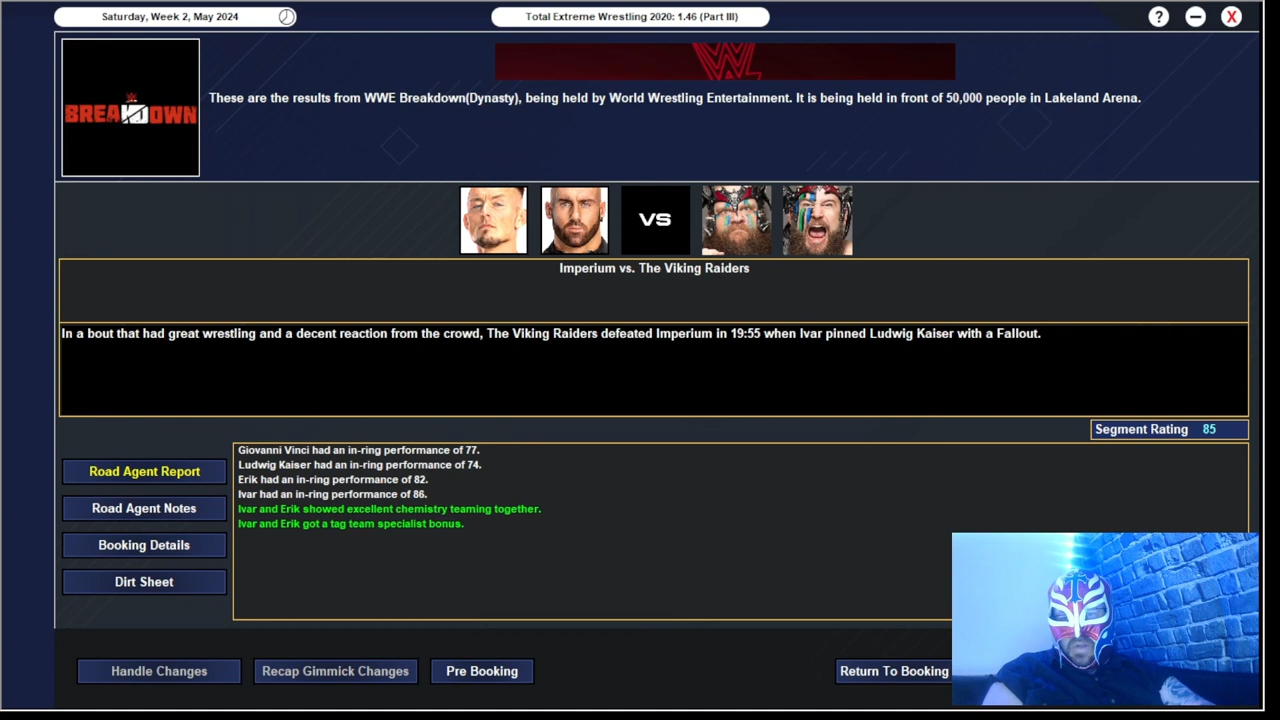 Saturday, Week 2, May 2024
Total Extreme Wrestling 2020: 1.46 (Part III)
?
X
BREAKDOWN
These are the results from WWE Breakdown(Dynasty), being held by World Wrestling Entertainment. It is being held in front of 50,000 people in Lakeland Arena.
VS
Imperium vs. The Viking Raiders
In a bout that had great wrestling and a decent reaction from the crowd, The Viking Raiders defeated Imperium in 19:55 when Ivar pinned Ludwig Kaiser with a Fallout.
Segment Rating 85
Road Agent Report
Road Agent Notes
Booking Details
Dirt Sheet
Giovanni Vinci had an in-ring performance of 77.
Ludwig Kaiser had an in-ring performance of 74.
Erik had an in-ring performance of 82.
Ivar had an in-ring performance of 86.
Ivar and Erik showed excellent chemistry teaming together.
Ivar and Erik got a tag team specialist bonus.
Handle Changes
Recap Gimmick Changes
Pre Booking
Return To Booking